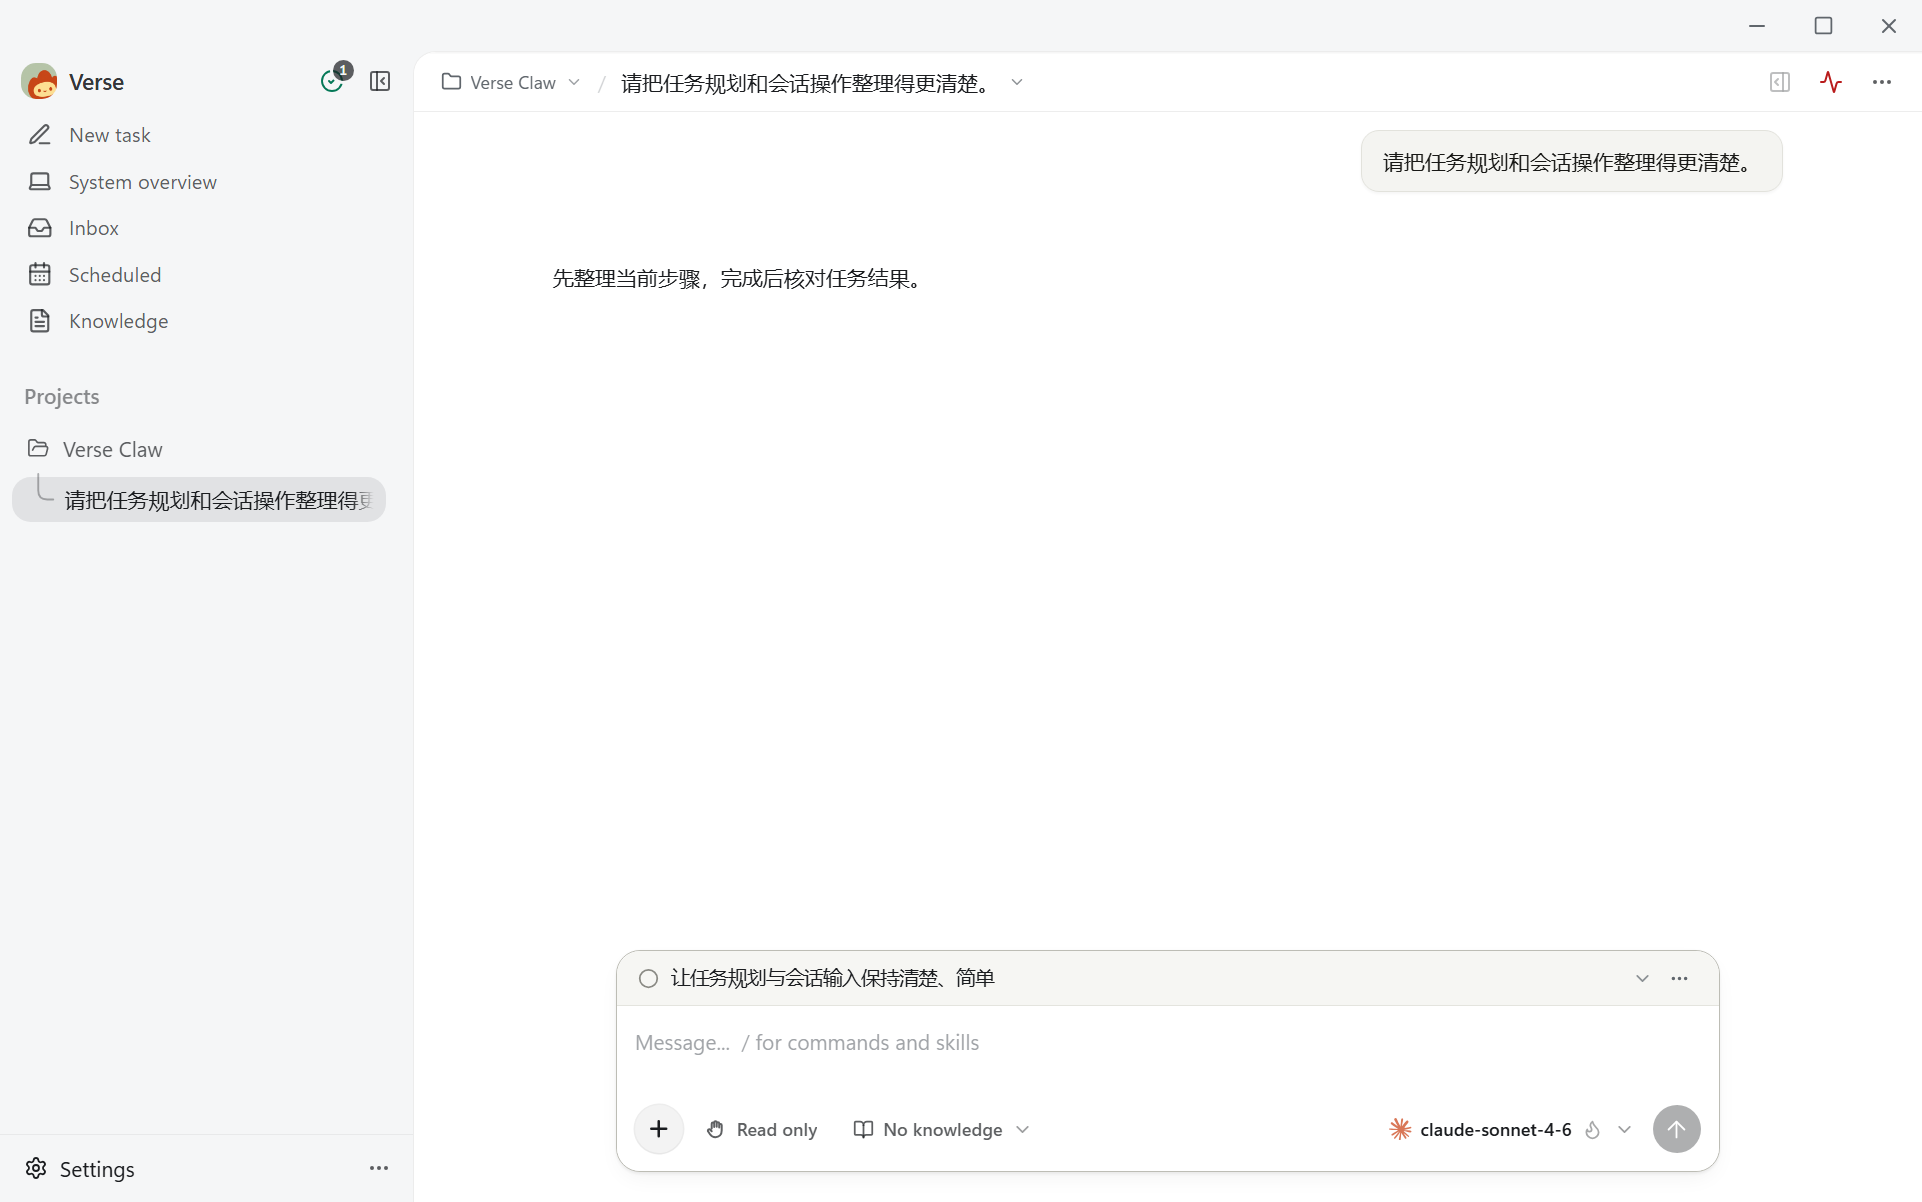 Verse
1
New task
System overview
Inbox
Scheduled
Knowledge
Projects
Verse Claw
请把任务规划和会话操作整理得更
Settings
Verse Claw / 请把任务规划和会话操作整理得更清楚。
请把任务规划和会话操作整理得更清楚。
先整理当前步骤，完成后核对任务结果。
让任务规划与会话输入保持清楚、简单
Message... / for commands and skills
Read only No knowledge claude-sonnet-4-6